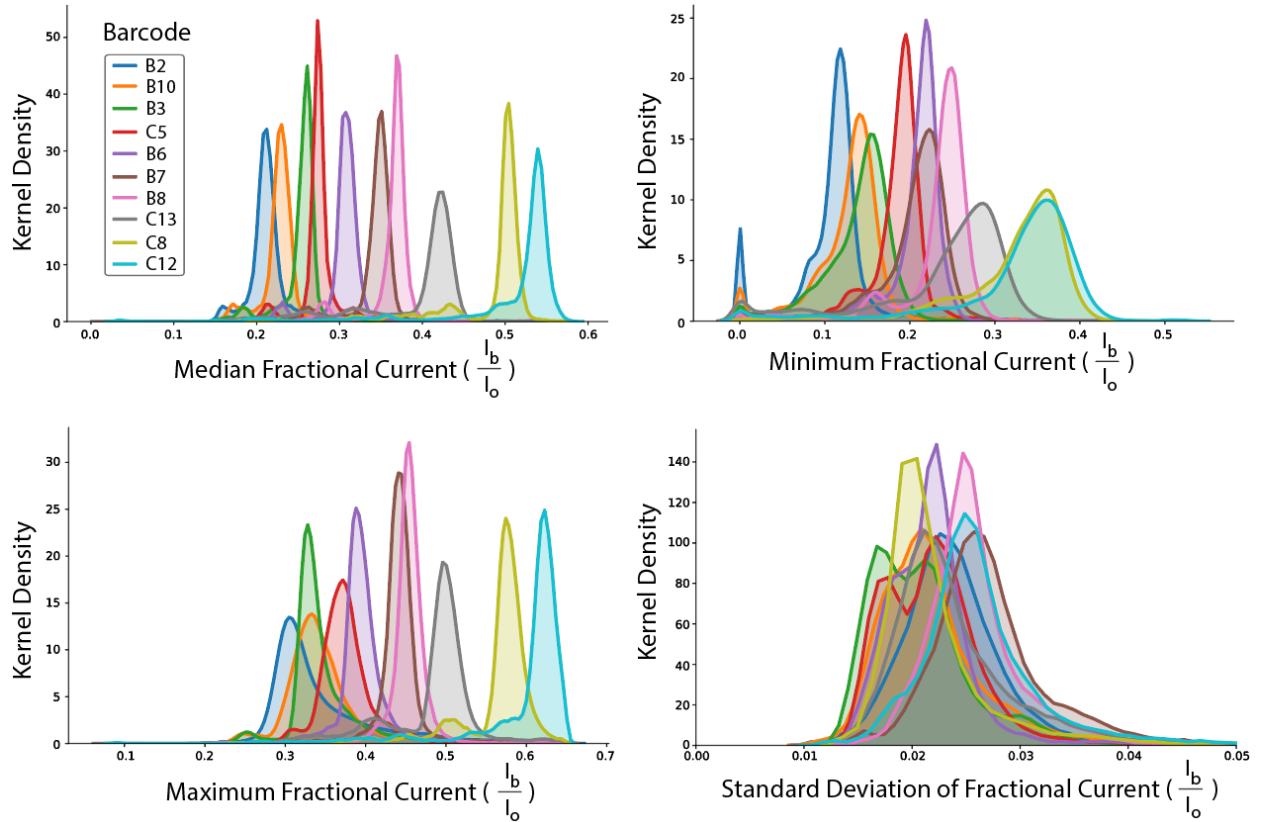 Barcode
B2
B10
B3
C5
B6
B7
B8
C13
C8
C12
Kernel Density
50
40
30
20
10
0
0.0 0.1 0.2 0.3 0.4 0.5 0.6
Median Fractional Current ( Ib / Io )
Kernel Density
25
20
15
10
5
0
0.0 0.1 0.2 0.3 0.4 0.5
Minimum Fractional Current ( Ib / Io )
Kernel Density
30
25
20
15
10
5
0
0.1 0.2 0.3 0.4 0.5 0.6 0.7
Maximum Fractional Current ( Ib / Io )
Kernel Density
140
120
100
80
60
40
20
0
0.00 0.01 0.02 0.03 0.04 0.05
Standard Deviation of Fractional Current ( Ib / Io )